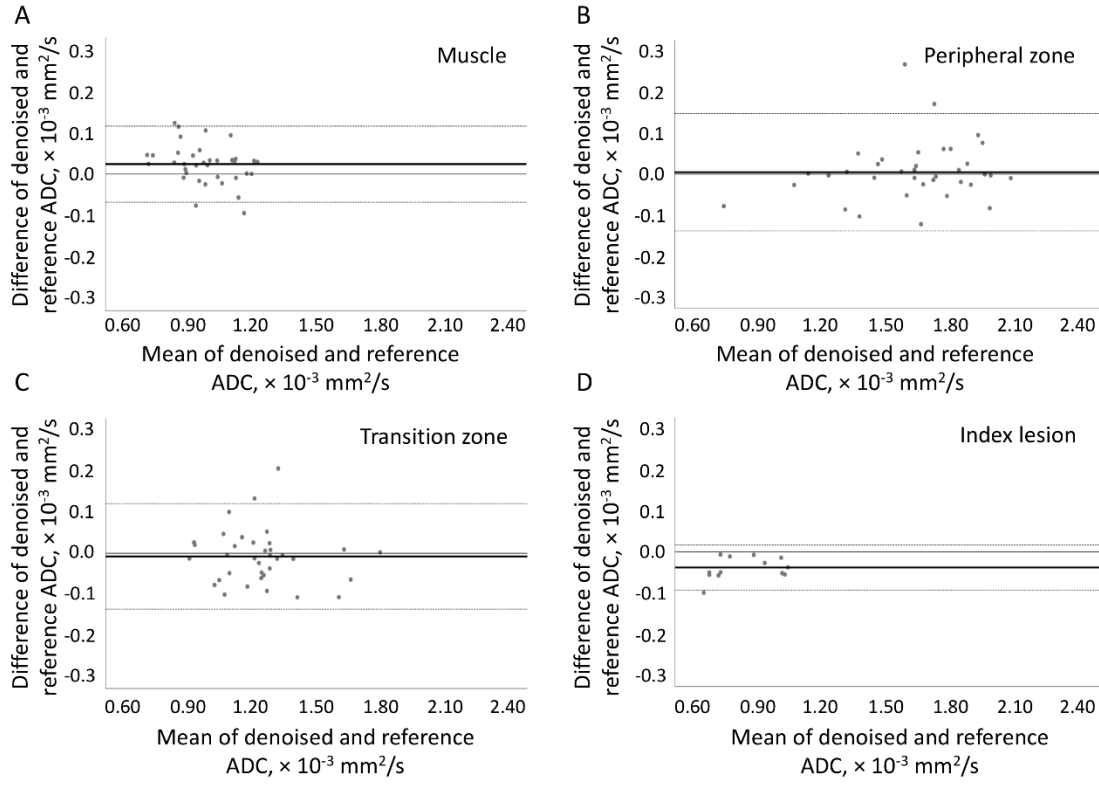 A
Difference of denoised and
reference ADC, × 10⁻³ mm²/s
0.3
0.2
0.1
0.0
-0.1
-0.2
-0.3
Muscle
0.60 0.90 1.20 1.50 1.80 2.10 2.40
Mean of denoised and reference
ADC, × 10⁻³ mm²/s
B
Difference of denoised and
reference ADC, × 10⁻³ mm²/s
0.3
0.2
0.1
0.0
-0.1
-0.2
-0.3
Peripheral zone
0.60 0.90 1.20 1.50 1.80 2.10 2.40
Mean of denoised and reference
ADC, × 10⁻³ mm²/s
C
Difference of denoised and
reference ADC, × 10⁻³ mm²/s
0.3
0.2
0.1
0.0
-0.1
-0.2
-0.3
Transition zone
0.60 0.90 1.20 1.50 1.80 2.10 2.40
Mean of denoised and reference
ADC, × 10⁻³ mm²/s
D
Difference of denoised and
reference ADC, × 10⁻³ mm²/s
0.3
0.2
0.1
0.0
-0.1
-0.2
-0.3
Index lesion
0.60 0.90 1.20 1.50 1.80 2.10 2.40
Mean of denoised and reference
ADC, × 10⁻³ mm²/s